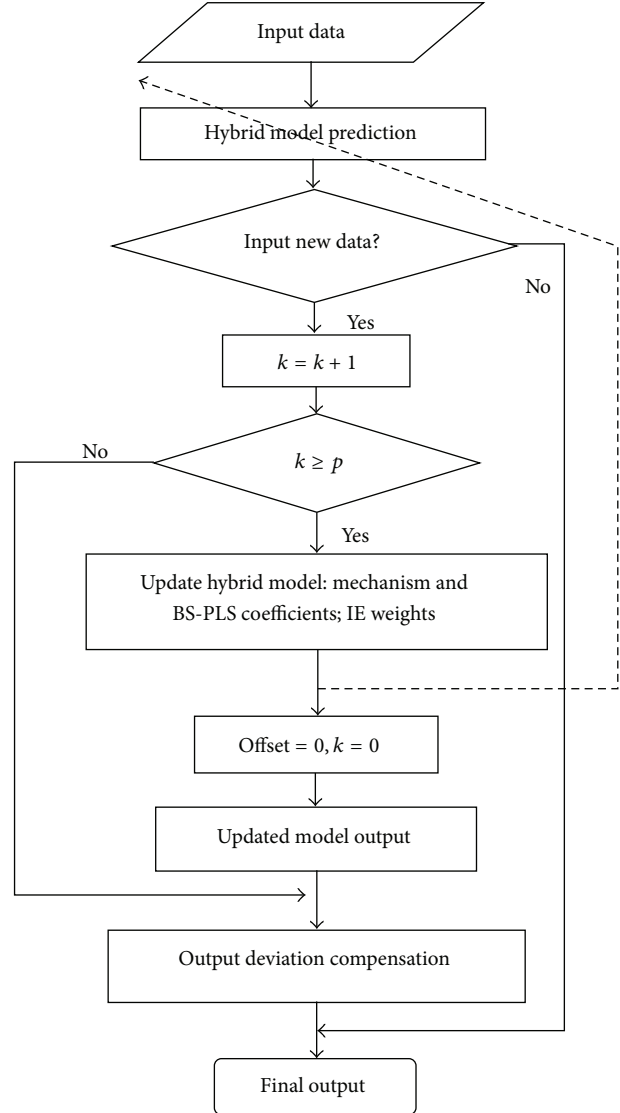 Input data
Hybrid model prediction
Input new data?
No
Yes
k = k + 1
No
k ≥ p
Yes
Update hybrid model: mechanism and
BS-PLS coefficients; IE weights
Offset = 0, k = 0
Updated model output
Output deviation compensation
Final output